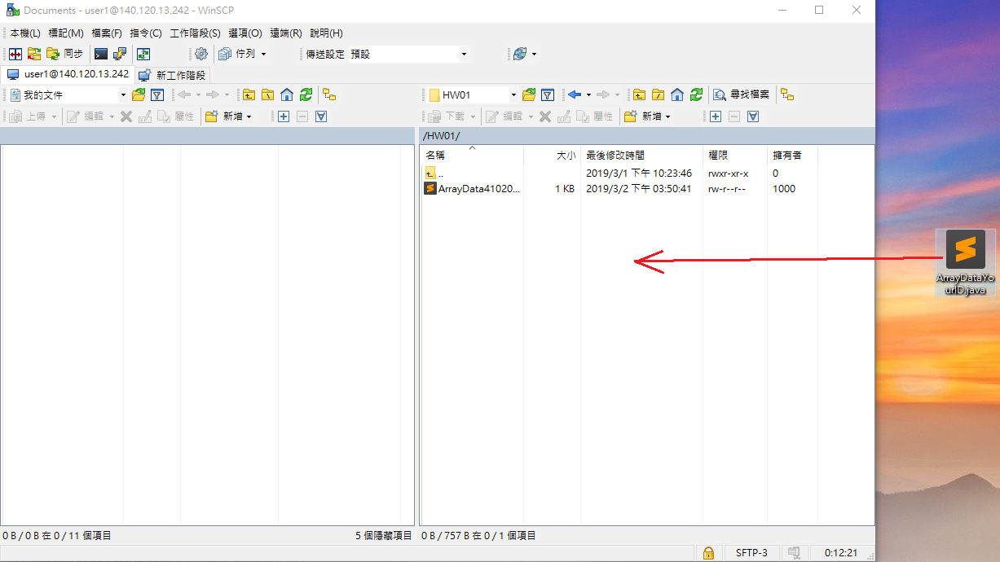 Documents - user1@140.120.13.242 - WinSCP
本機(L) 標記(M) 檔案(F) 指令(C) 工作階段(S) 選項(O) 遠端(R) 說明(H)
同步 佇列 傳送設定 預設
user1@140.120.13.242 新工作階段
我的文件 HW01 尋找檔案
上傳 編輯 屬性 新增 下載 編輯 屬性 新增
/HW01/
名稱 大小 最後修改時間 權限 擁有者
.. 2019/3/1 下午 10:23:46 rwxr-xr-x 0
ArrayData41020... 1 KB 2019/3/2 下午 03:50:41 rw-r--r-- 1000
ArrayDataYo
urID.java
0 B / 0 B 在 0 / 11 個項目 5 個隱藏項目 0 B / 757 B 在 0 / 1 個項目
SFTP-3 0:12:21